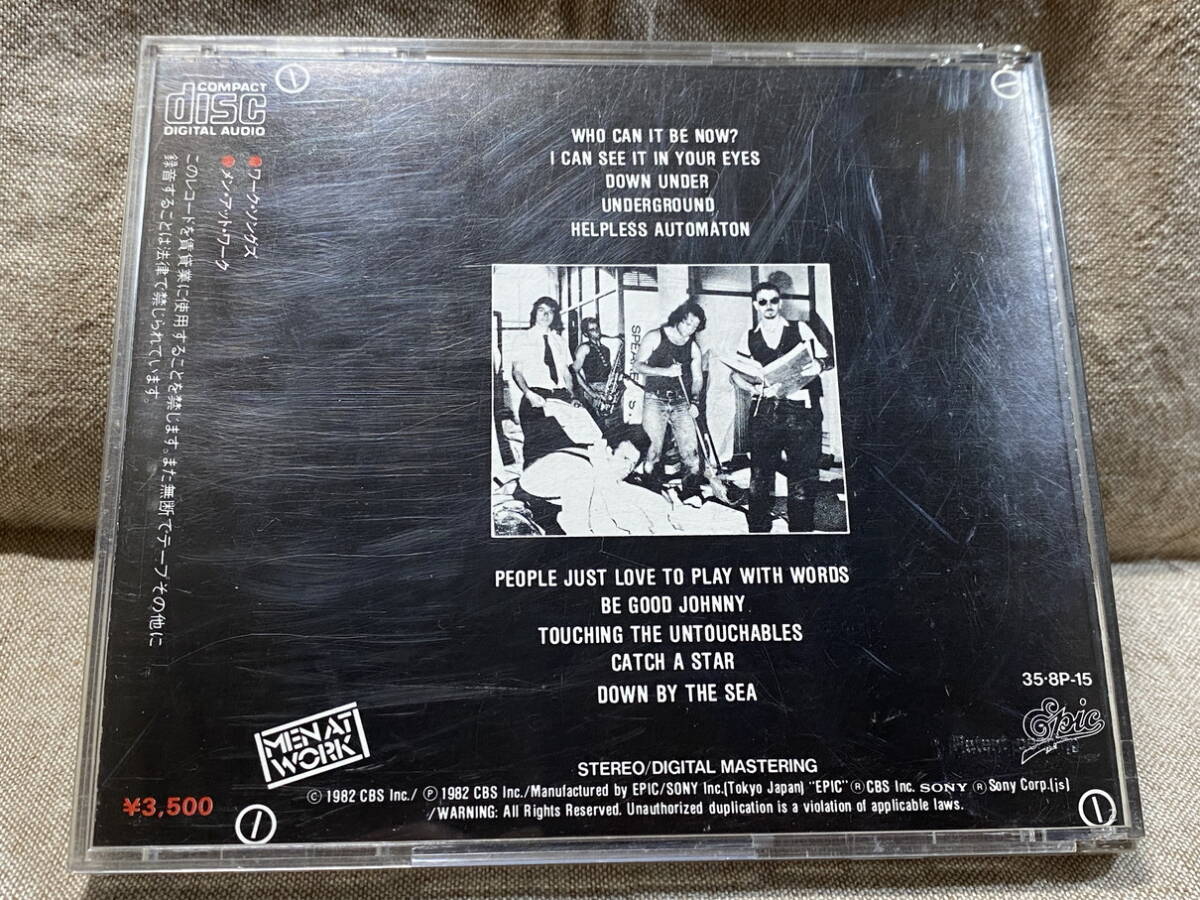 COMPACT
disc
DIGITAL AUDIO
●ワーク・ソングス
●メン・アット・ワーク
このレコードを賃貸業に使用することを禁じます。また無断でテープその他に
録音することは法律で禁じられています。
WHO CAN IT BE NOW?
I CAN SEE IT IN YOUR EYES
DOWN UNDER
UNDERGROUND
HELPLESS AUTOMATON
PEOPLE JUST LOVE TO PLAY WITH WORDS
BE GOOD JOHNNY
TOUCHING THE UNTOUCHABLES
CATCH A STAR
DOWN BY THE SEA
35·8P-15
Epic
MEN AT
WORK
STEREO/DIGITAL MASTERING
¥3,500
Ⓒ 1982 CBS Inc./ Ⓟ 1982 CBS Inc./Manufactured by EPIC/SONY Inc.(Tokyo Japan) "EPIC" ® CBS Inc. SONY ® Sony Corp.(js)
/WARNING: All Rights Reserved. Unauthorized duplication is a violation of applicable laws.